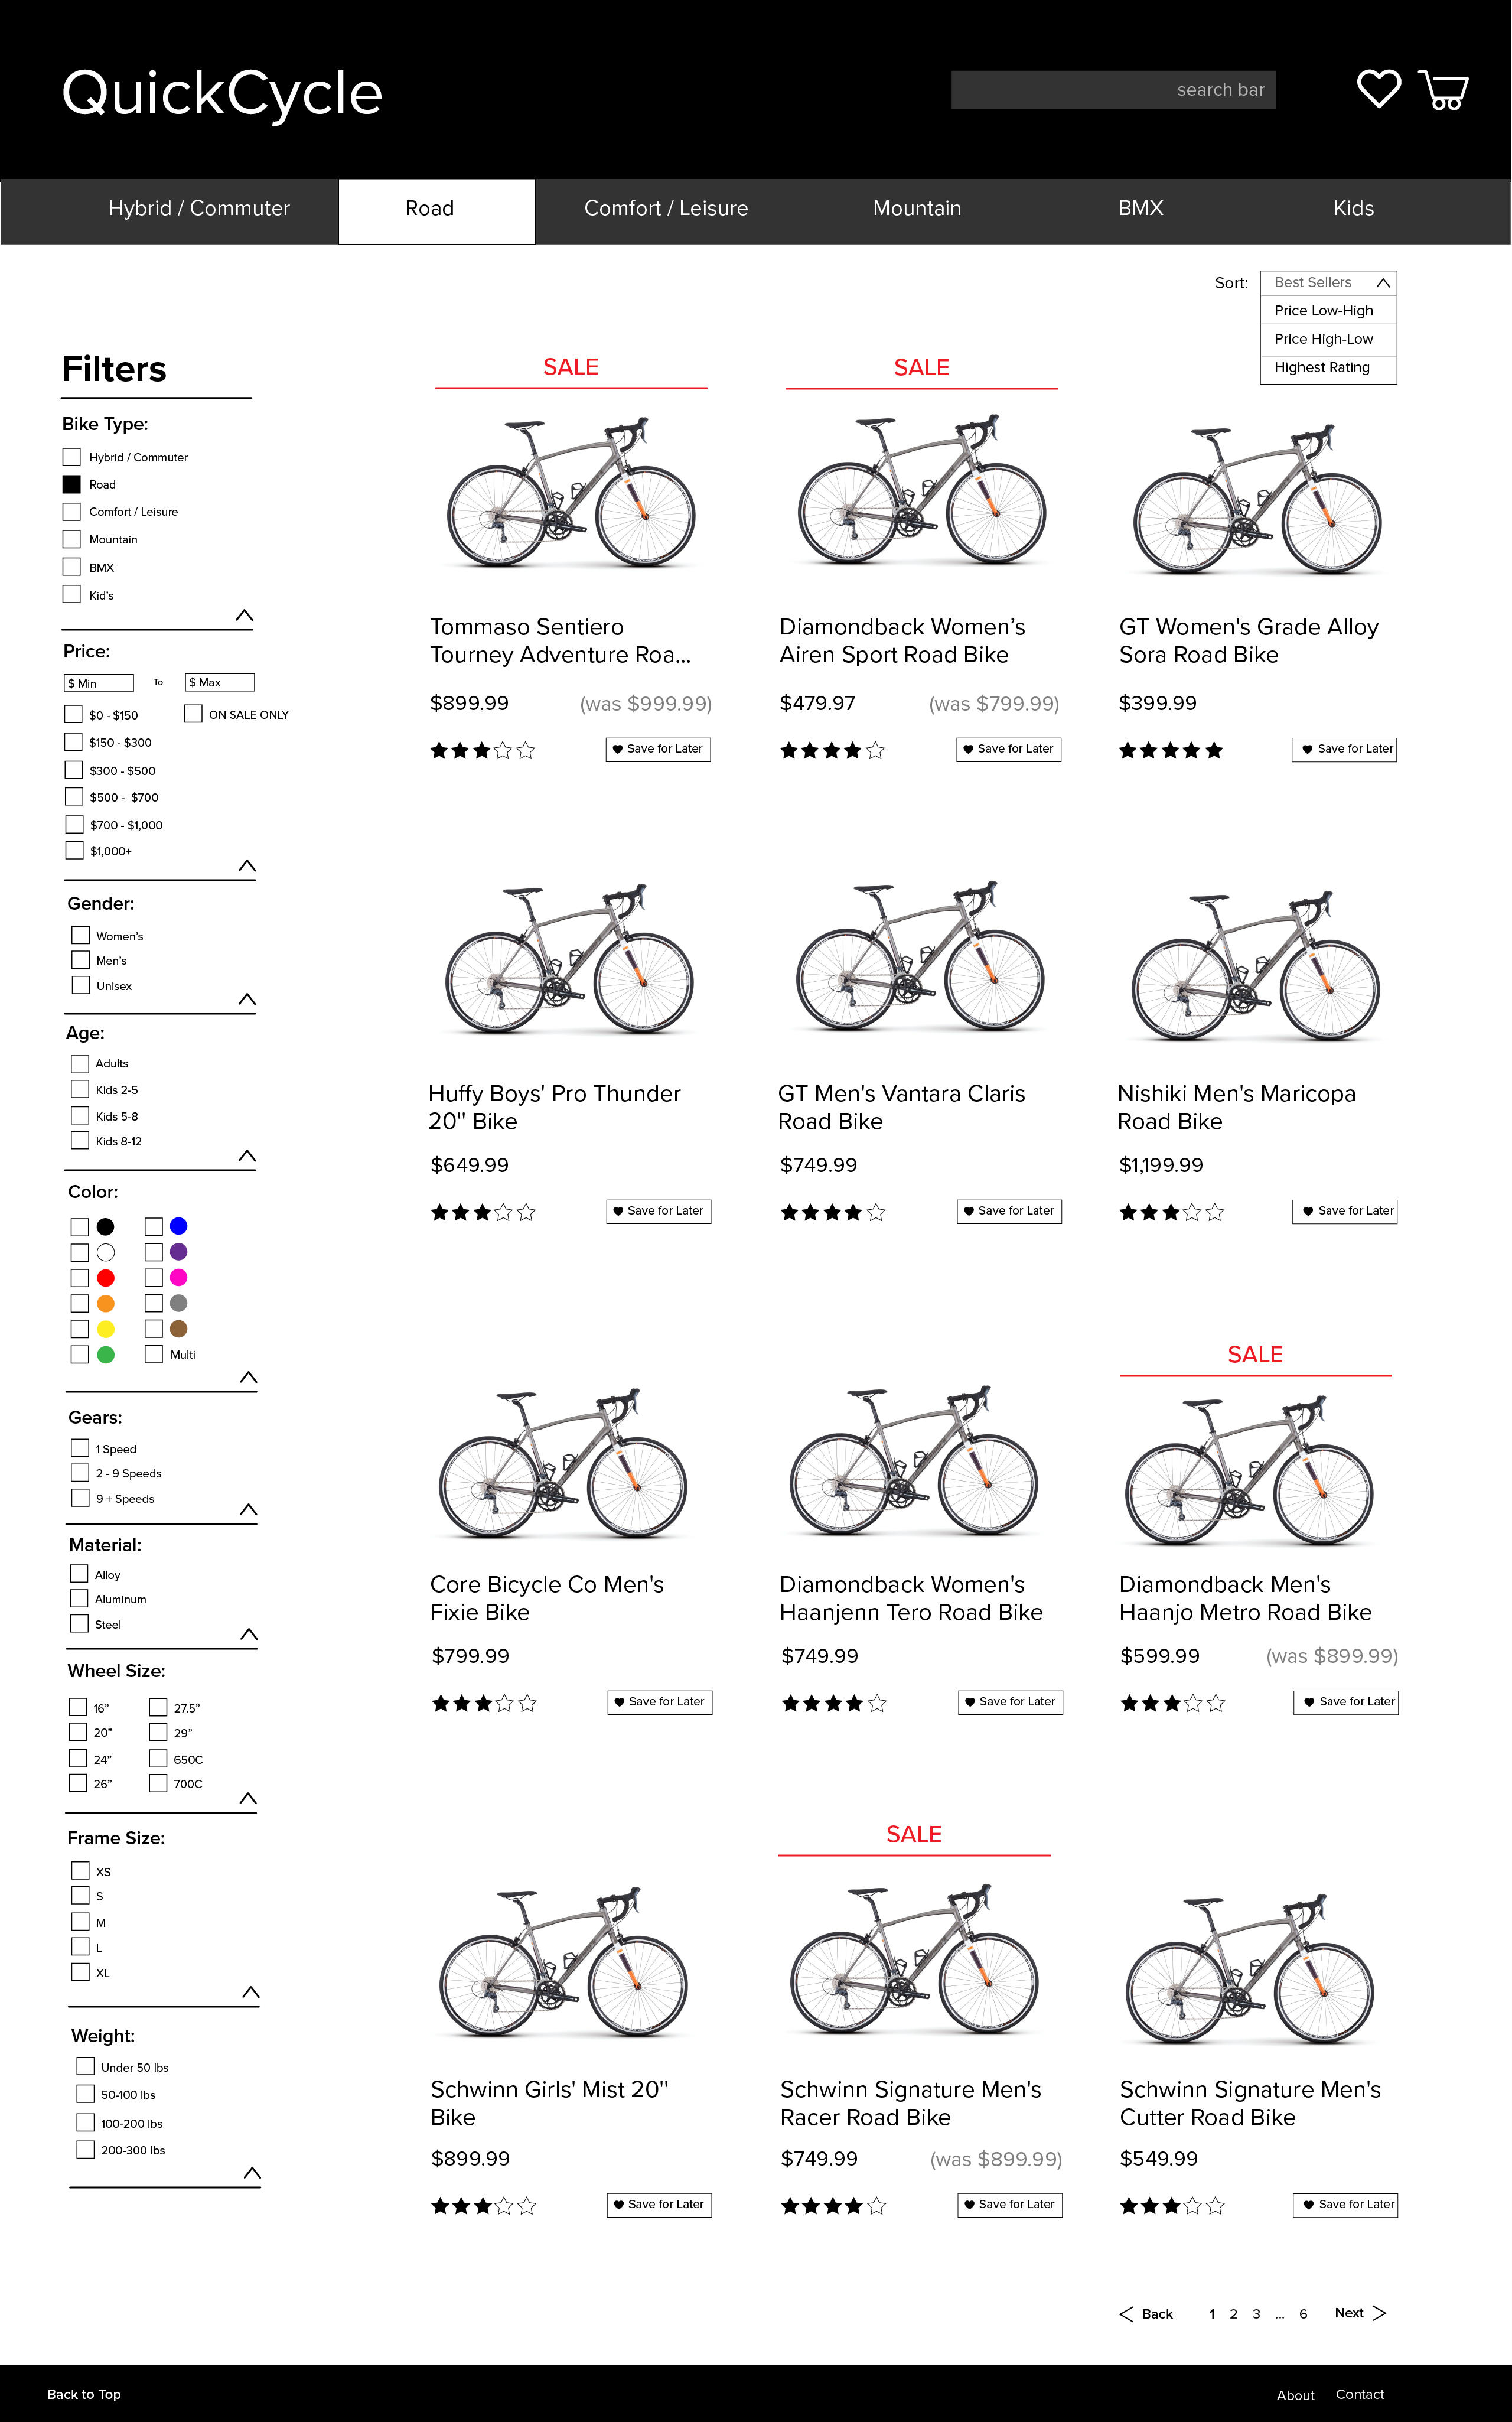 QuickCycle
search bar
Hybrid / Commuter
Road
Comfort / Leisure
Mountain
BMX
Kids
Sort:
Best Sellers
Price Low-High
Price High-Low
Highest Rating
Filters
Bike Type:
Hybrid / Commuter
Road
Comfort / Leisure
Mountain
BMX
Kid's
Price:
$ Min
To
$ Max
$0 - $150
ON SALE ONLY
$150 - $300
$300 - $500
$500 - $700
$700 - $1,000
$1,000+
Gender:
Women's
Men's
Unisex
Age:
Adults
Kids 2-5
Kids 5-8
Kids 8-12
Color:
Multi
Gears:
1 Speed
2 - 9 Speeds
9 + Speeds
Material:
Alloy
Aluminum
Steel
Wheel Size:
16”
27.5”
20”
29”
24”
650C
26”
700C
Frame Size:
XS
S
M
L
XL
Weight:
Under 50 lbs
50-100 lbs
100-200 lbs
200-300 lbs
SALE
Tommaso Sentiero
Tourney Adventure Roa...
$899.99
(was $999.99)
Save for Later
SALE
Diamondback Women’s
Airen Sport Road Bike
$479.97
(was $799.99)
Save for Later
GT Women's Grade Alloy
Sora Road Bike
$399.99
Save for Later
Huffy Boys' Pro Thunder
20" Bike
$649.99
Save for Later
GT Men's Vantara Claris
Road Bike
$749.99
Save for Later
Nishiki Men's Maricopa
Road Bike
$1,199.99
Save for Later
Core Bicycle Co Men's
Fixie Bike
$799.99
Save for Later
Diamondback Women's
Haanjenn Tero Road Bike
$749.99
Save for Later
SALE
Diamondback Men's
Haanjo Metro Road Bike
$599.99
(was $899.99)
Save for Later
Schwinn Girls' Mist 20"
Bike
$899.99
Save for Later
SALE
Schwinn Signature Men's
Racer Road Bike
$749.99
(was $899.99)
Save for Later
Schwinn Signature Men's
Cutter Road Bike
$549.99
Save for Later
Back 1 2 3 ... 6 Next
Back to Top
About
Contact